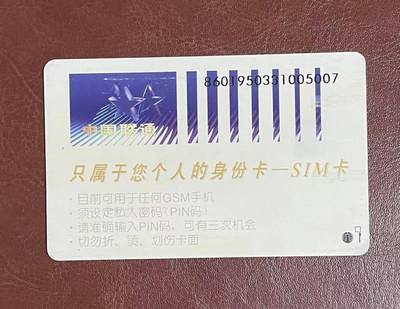 8601950331005007
中国联通
只属于您个人的身份卡—SIM卡
·目前可用于任何GSM手机
·须设定私人密码(PIN码)
·请准确输入PIN码,可有三次机会
·切勿折、烫、划伤卡面